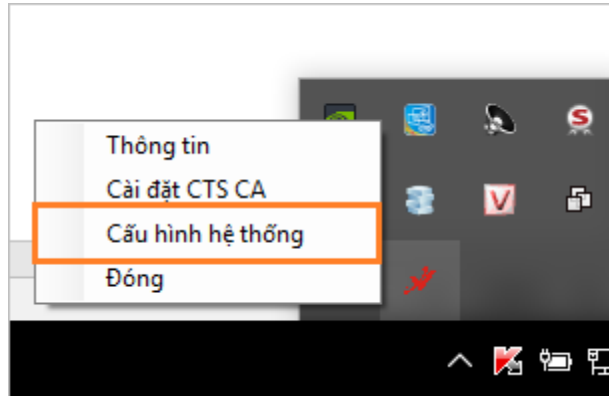 Thông tin
Cài đặt CTS CA
Cấu hình hệ thống
Đóng